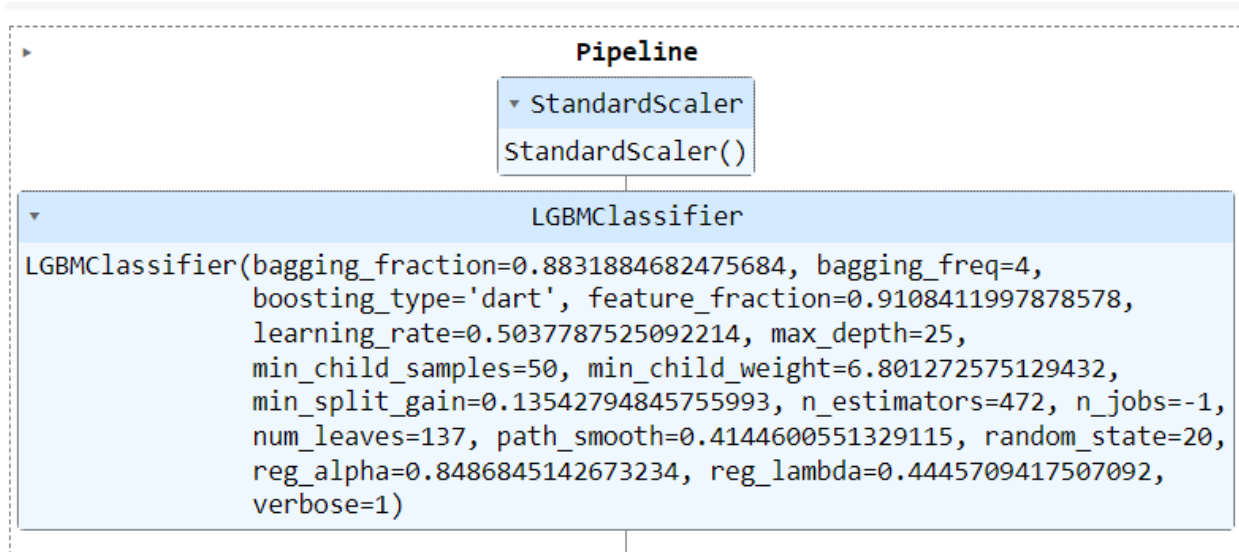 Pipeline
StandardScaler
StandardScaler()
LGBMClassifier
LGBMClassifier(bagging_fraction=0.8831884682475684, bagging_freq=4,
boosting_type='dart', feature_fraction=0.9108411997878578,
learning_rate=0.5037787525092214, max_depth=25,
min_child_samples=50, min_child_weight=6.801272575129432,
min_split_gain=0.13542794845755993, n_estimators=472, n_jobs=-1,
num_leaves=137, path_smooth=0.4144600551329115, random_state=20,
reg_alpha=0.8486845142673234, reg_lambda=0.4445709417507092,
verbose=1)